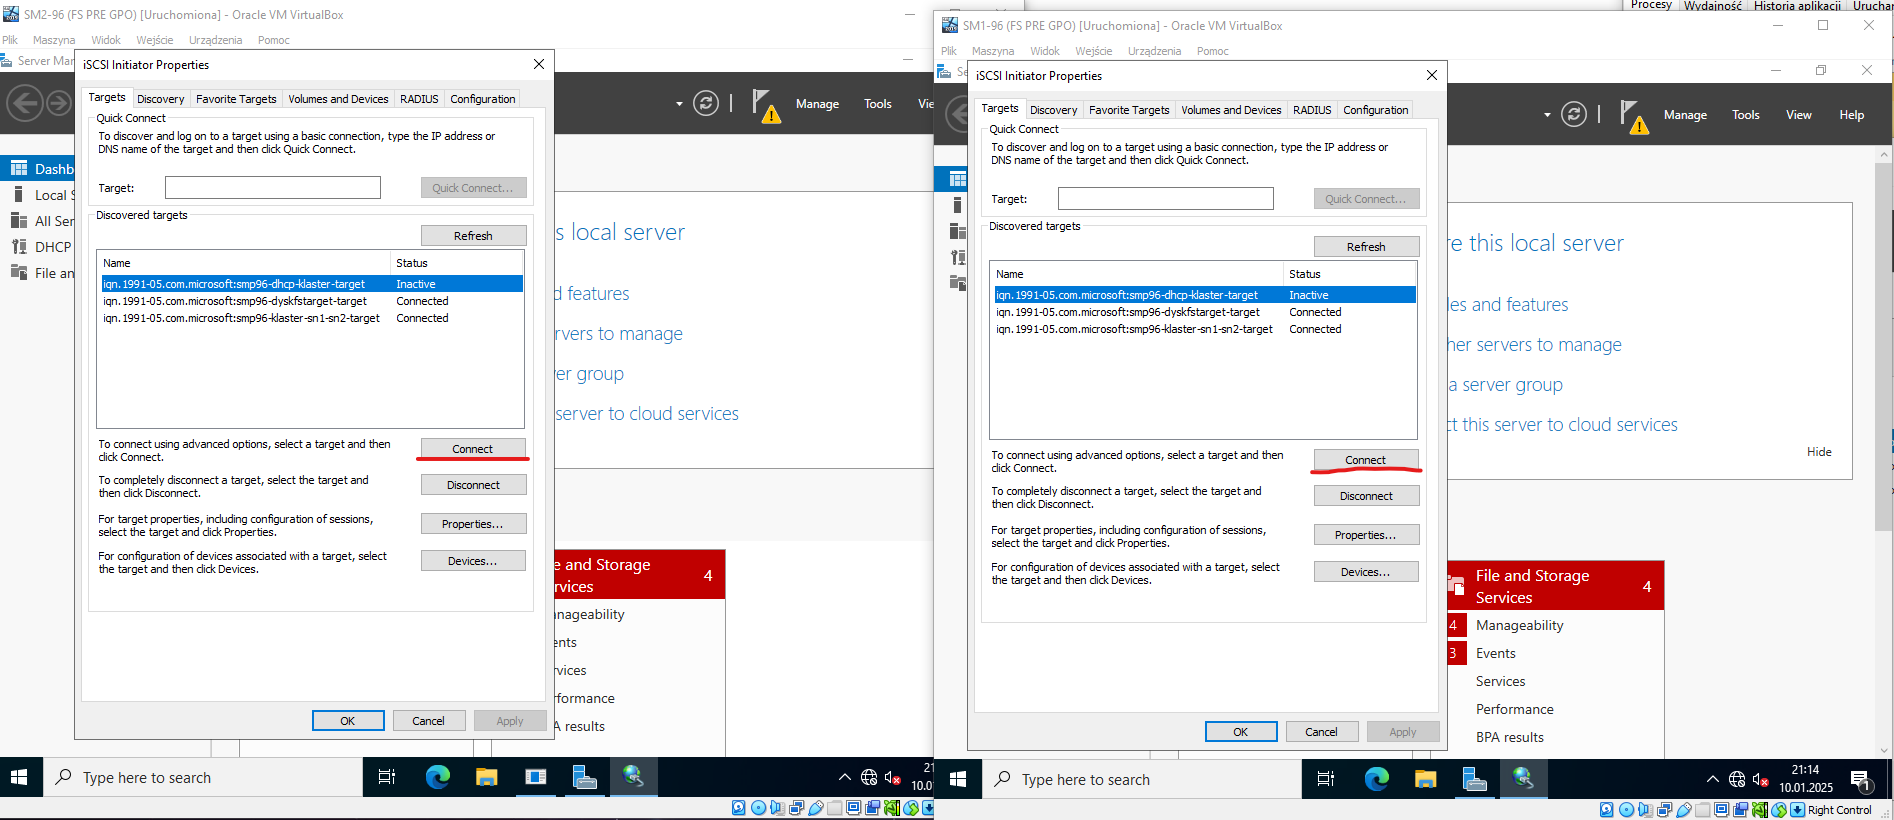 SM2-96 (FS PRE GPO) [Uruchomiona] - Oracle VM VirtualBox
Plik Maszyna Widok Wejście Urządzenia Pomoc
Server Mar
iSCSI Initiator Properties
Targets Discovery Favorite Targets Volumes and Devices RADIUS Configuration
Manage Tools Vie
Quick Connect
To discover and log on to a target using a basic connection, type the IP address or
DNS name of the target and then click Quick Connect.
Target: Quick Connect...
Discovered targets
Refresh
Name Status
iqn.1991-05.com.microsoft:smp96-dhcp-klaster-target Inactive
iqn.1991-05.com.microsoft:smp96-dyskfstarget-target Connected
iqn.1991-05.com.microsoft:smp96-klaster-sn1-sn2-target Connected
To connect using advanced options, select a target and then
click Connect.
Connect
To completely disconnect a target, select the target and
then click Disconnect.
Disconnect
For target properties, including configuration of sessions,
select the target and click Properties.
Properties...
For configuration of devices associated with a target, select
the target and then click Devices.
Devices...
OK Cancel Apply
Dashb
Local S
All Ser
DHCP
File an
s local server
d features
rvers to manage
er group
server to cloud services
e and Storage
rvices
4
anageability
ents
rvices
rformance
A results
Type here to search
21
10.01
Procesy Wydajność Historia aplikacji Uruchar
SM1-96 (FS PRE GPO) [Uruchomiona] - Oracle VM VirtualBox
Plik Maszyna Widok Wejście Urządzenia Pomoc
Se
iSCSI Initiator Properties
Targets Discovery Favorite Targets Volumes and Devices RADIUS Configuration
Manage Tools View Help
Quick Connect
To discover and log on to a target using a basic connection, type the IP address or
DNS name of the target and then click Quick Connect.
Target: Quick Connect...
Discovered targets
Refresh
Name Status
iqn.1991-05.com.microsoft:smp96-dhcp-klaster-target Inactive
iqn.1991-05.com.microsoft:smp96-dyskfstarget-target Connected
iqn.1991-05.com.microsoft:smp96-klaster-sn1-sn2-target Connected
To connect using advanced options, select a target and then
click Connect.
Connect
To completely disconnect a target, select the target and
then click Disconnect.
Disconnect
For target properties, including configuration of sessions,
select the target and click Properties.
Properties...
For configuration of devices associated with a target, select
the target and then click Devices.
Devices...
OK Cancel Apply
re this local server
les and features
her servers to manage
a server group
ct this server to cloud services
Hide
File and Storage
Services
4
4 Manageability
3 Events
Services
Performance
BPA results
Type here to search
21:14
10.01.2025
1
Right Control